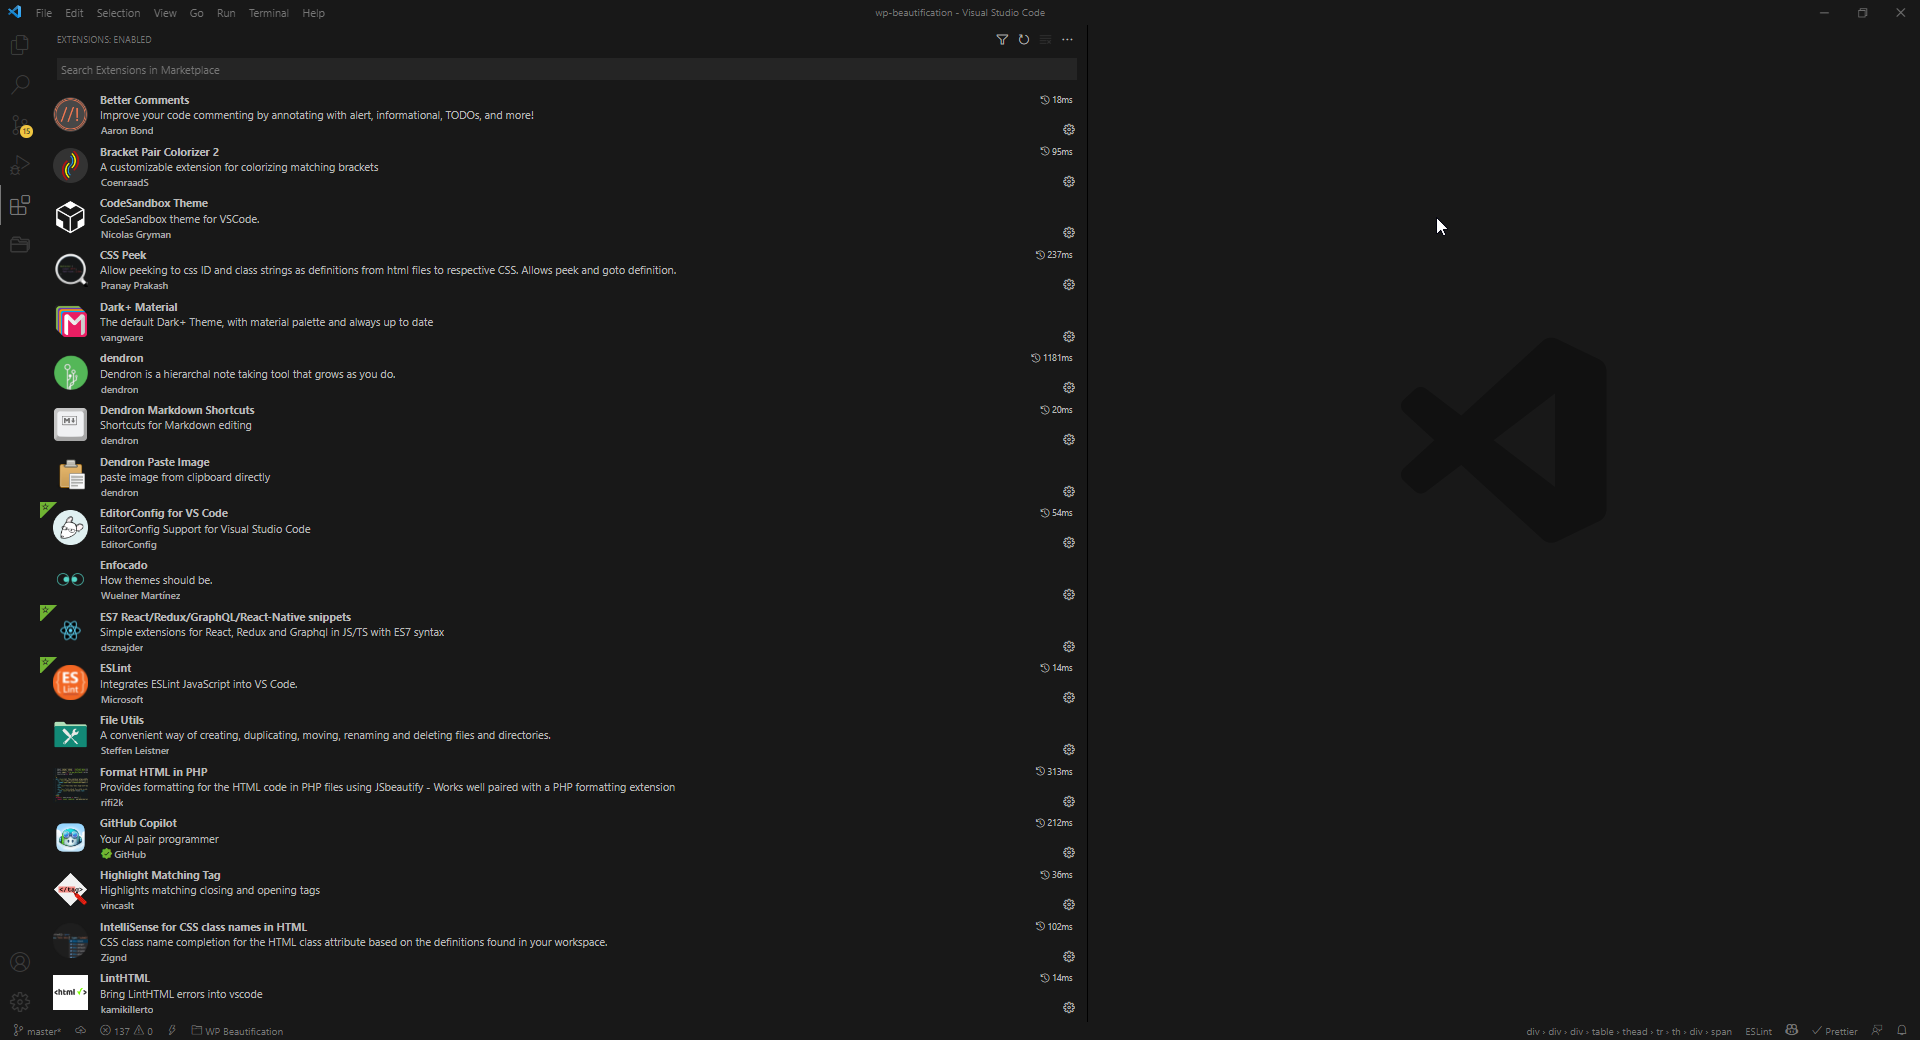 File Edit Selection View Go Run Terminal Help
wp-beautification - Visual Studio Code
EXTENSIONS: ENABLED
Search Extensions in Marketplace
Better Comments 18ms
Improve your code commenting by annotating with alert, informational, TODOs, and more!
Aaron Bond
Bracket Pair Colorizer 2 95ms
A customizable extension for colorizing matching brackets
CoenraadS
CodeSandbox Theme
CodeSandbox theme for VSCode.
Nicolas Gryman
CSS Peek 237ms
Allow peeking to css ID and class strings as definitions from html files to respective CSS. Allows peek and goto definition.
Pranay Prakash
Dark+ Material
The default Dark+ Theme, with material palette and always up to date
vangware
dendron 1181ms
Dendron is a hierarchal note taking tool that grows as you do.
dendron
Dendron Markdown Shortcuts 20ms
Shortcuts for Markdown editing
dendron
Dendron Paste Image
paste image from clipboard directly
dendron
EditorConfig for VS Code 54ms
EditorConfig Support for Visual Studio Code
EditorConfig
Enfocado
How themes should be.
Wuelner Martínez
ES7 React/Redux/GraphQL/React-Native snippets
Simple extensions for React, Redux and Graphql in JS/TS with ES7 syntax
dsznajder
ESLint 14ms
Integrates ESLint JavaScript into VS Code.
Microsoft
File Utils
A convenient way of creating, duplicating, moving, renaming and deleting files and directories.
Steffen Leistner
Format HTML in PHP 313ms
Provides formatting for the HTML code in PHP files using JSbeautify - Works well paired with a PHP formatting extension
rifi2k
GitHub Copilot 212ms
Your AI pair programmer
GitHub
Highlight Matching Tag 36ms
Highlights matching closing and opening tags
vincaslt
IntelliSense for CSS class names in HTML 102ms
CSS class name completion for the HTML class attribute based on the definitions found in your workspace.
Zignd
LintHTML 14ms
Bring LintHTML errors into vscode
kamikillerto
15
//!
M
ES
Lint
<html />
master* 137 0 WP Beautification
div › div › div › table › thead › tr › th › div › span ESLint Prettier